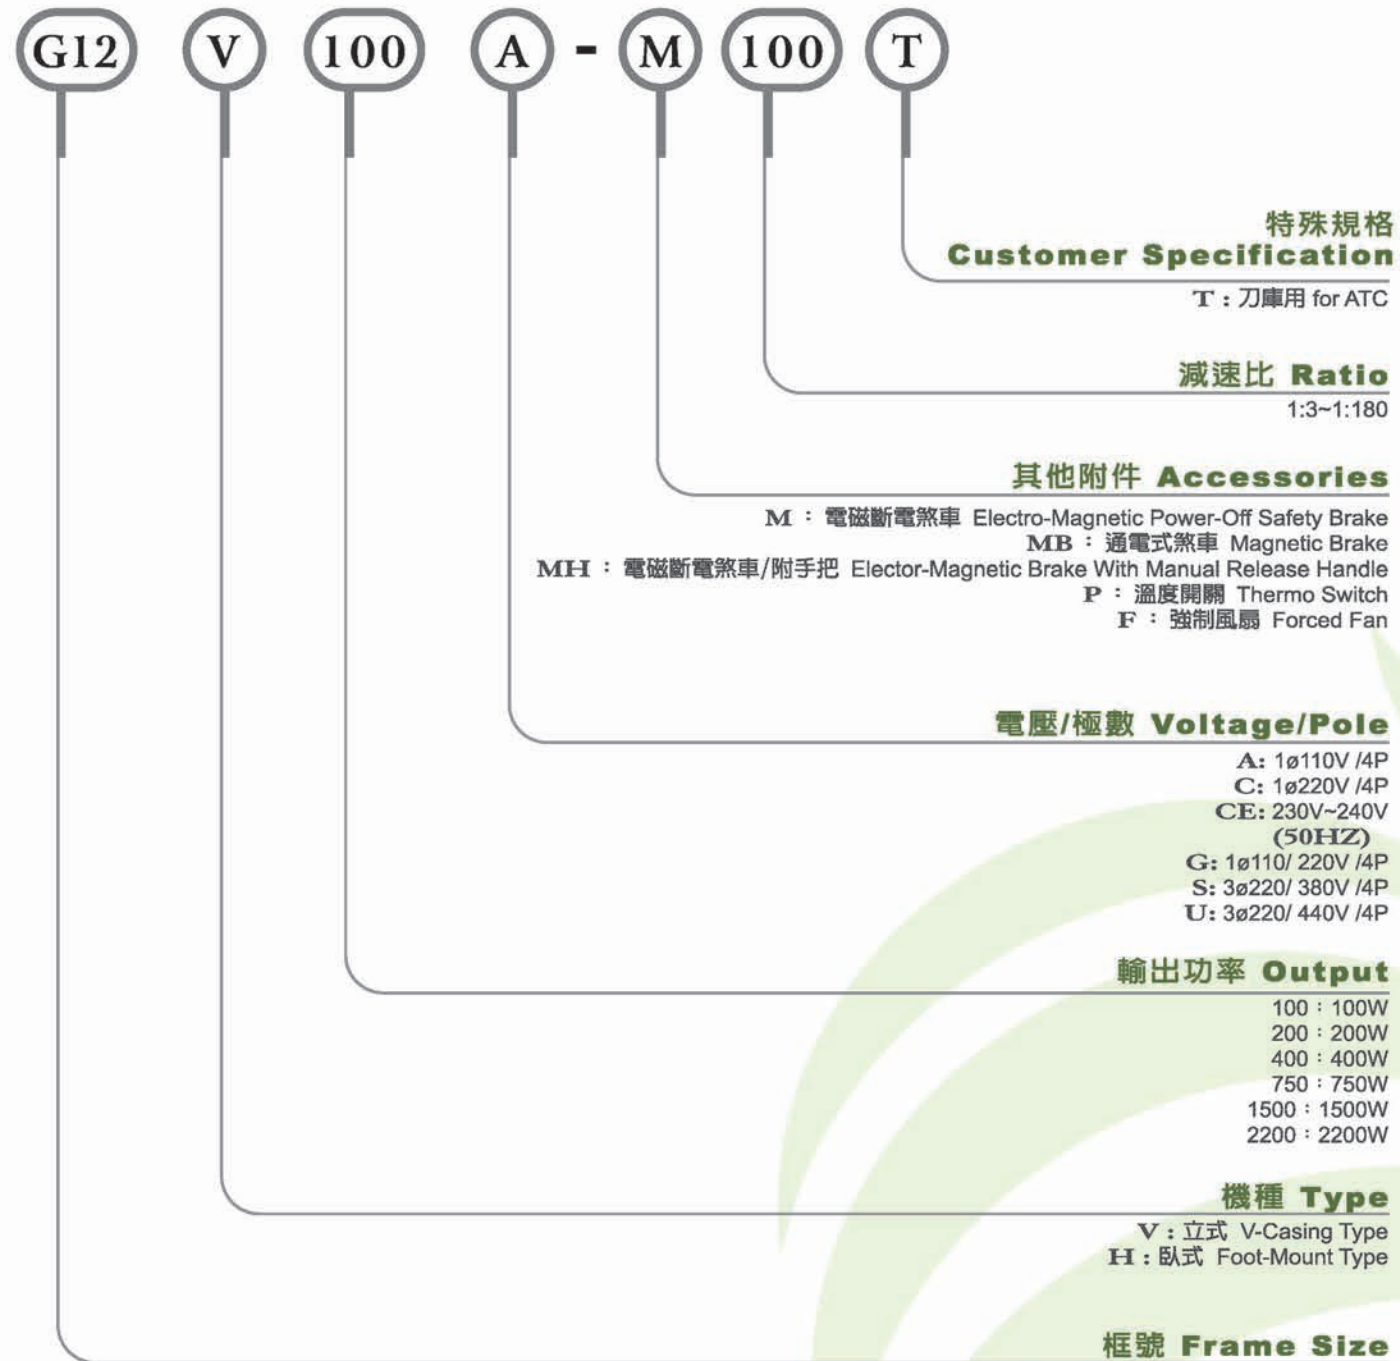 G12 V 100 A - M 100 T
特殊規格
Customer Specification
T : 刀庫用 for ATC
減速比 Ratio
1:3~1:180
其他附件 Accessories
M : 電磁斷電煞車 Electro-Magnetic Power-Off Safety Brake
MB : 通電式煞車 Magnetic Brake
MH : 電磁斷電煞車/附手把 Elector-Magnetic Brake With Manual Release Handle
P : 溫度開關 Thermo Switch
F : 強制風扇 Forced Fan
電壓/極數 Voltage/Pole
A: 1ø110V /4P
C: 1ø220V /4P
CE: 230V~240V
(50HZ)
G: 1ø110/ 220V /4P
S: 3ø220/ 380V /4P
U: 3ø220/ 440V /4P
輸出功率 Output
100 : 100W
200 : 200W
400 : 400W
750 : 750W
1500 : 1500W
2200 : 2200W
機種 Type
V : 立式 V-Casing Type
H : 臥式 Foot-Mount Type
框號 Frame Size